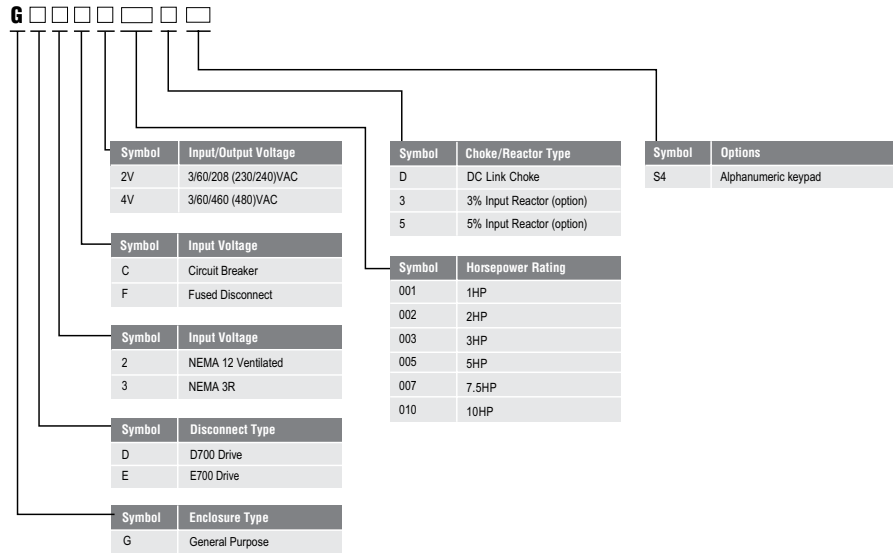 G
Symbol Input/Output Voltage
2V 3/60/208 (230/240)VAC
4V 3/60/460 (480)VAC
Symbol Input Voltage
C Circuit Breaker
F Fused Disconnect
Symbol Input Voltage
2 NEMA 12 Ventilated
3 NEMA 3R
Symbol Disconnect Type
D D700 Drive
E E700 Drive
Symbol Enclosure Type
G General Purpose
Symbol Choke/Reactor Type
D DC Link Choke
3 3% Input Reactor (option)
5 5% Input Reactor (option)
Symbol Horsepower Rating
001 1HP
002 2HP
003 3HP
005 5HP
007 7.5HP
010 10HP
Symbol Options
S4 Alphanumeric keypad